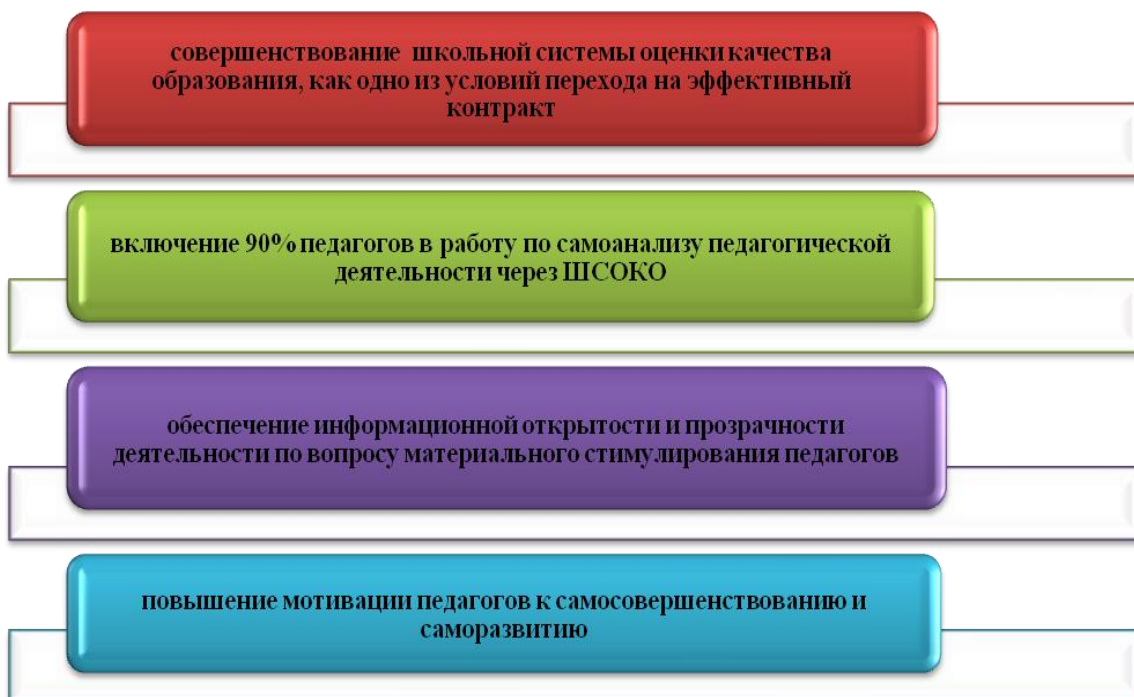 совершенствование школьной системы оценки качества
образования, как одно из условий перехода на эффективный
контракт
включение 90% педагогов в работу по самоанализу педагогической
деятельности через ШСОКО
обеспечение информационной открытости и прозрачности
деятельности по вопросу материального стимулирования педагогов
повышение мотивации педагогов к самосовершенствованию и
саморазвитию